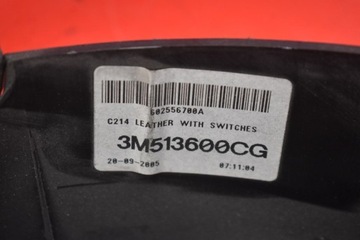 602556700A
C214 LEATHER WITH SWITCHES
3M513600CG
20-09-2005 07:11:04